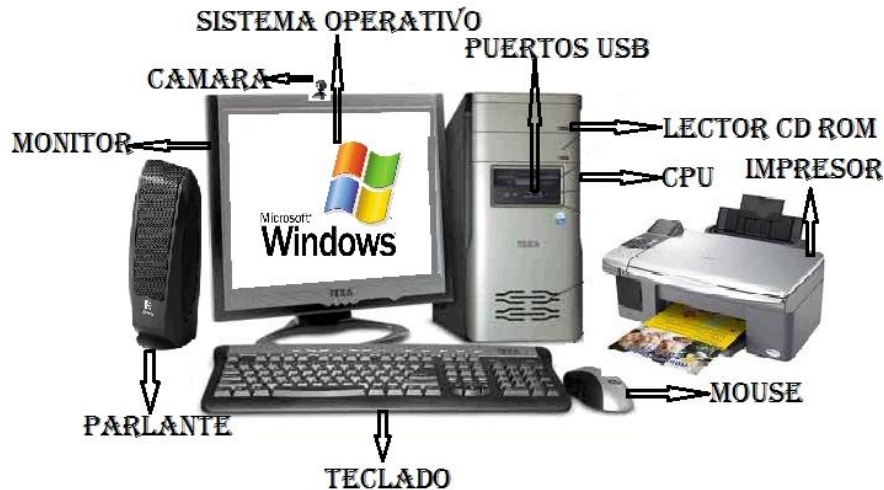 SISTEMA OPERATIVO
PUERTOS USB
CAMARA
MONITOR
LECTOR CD ROM
CPU
IMPRESOR
Microsoft
Windows
MOUSE
PARLANTE
TECLADO